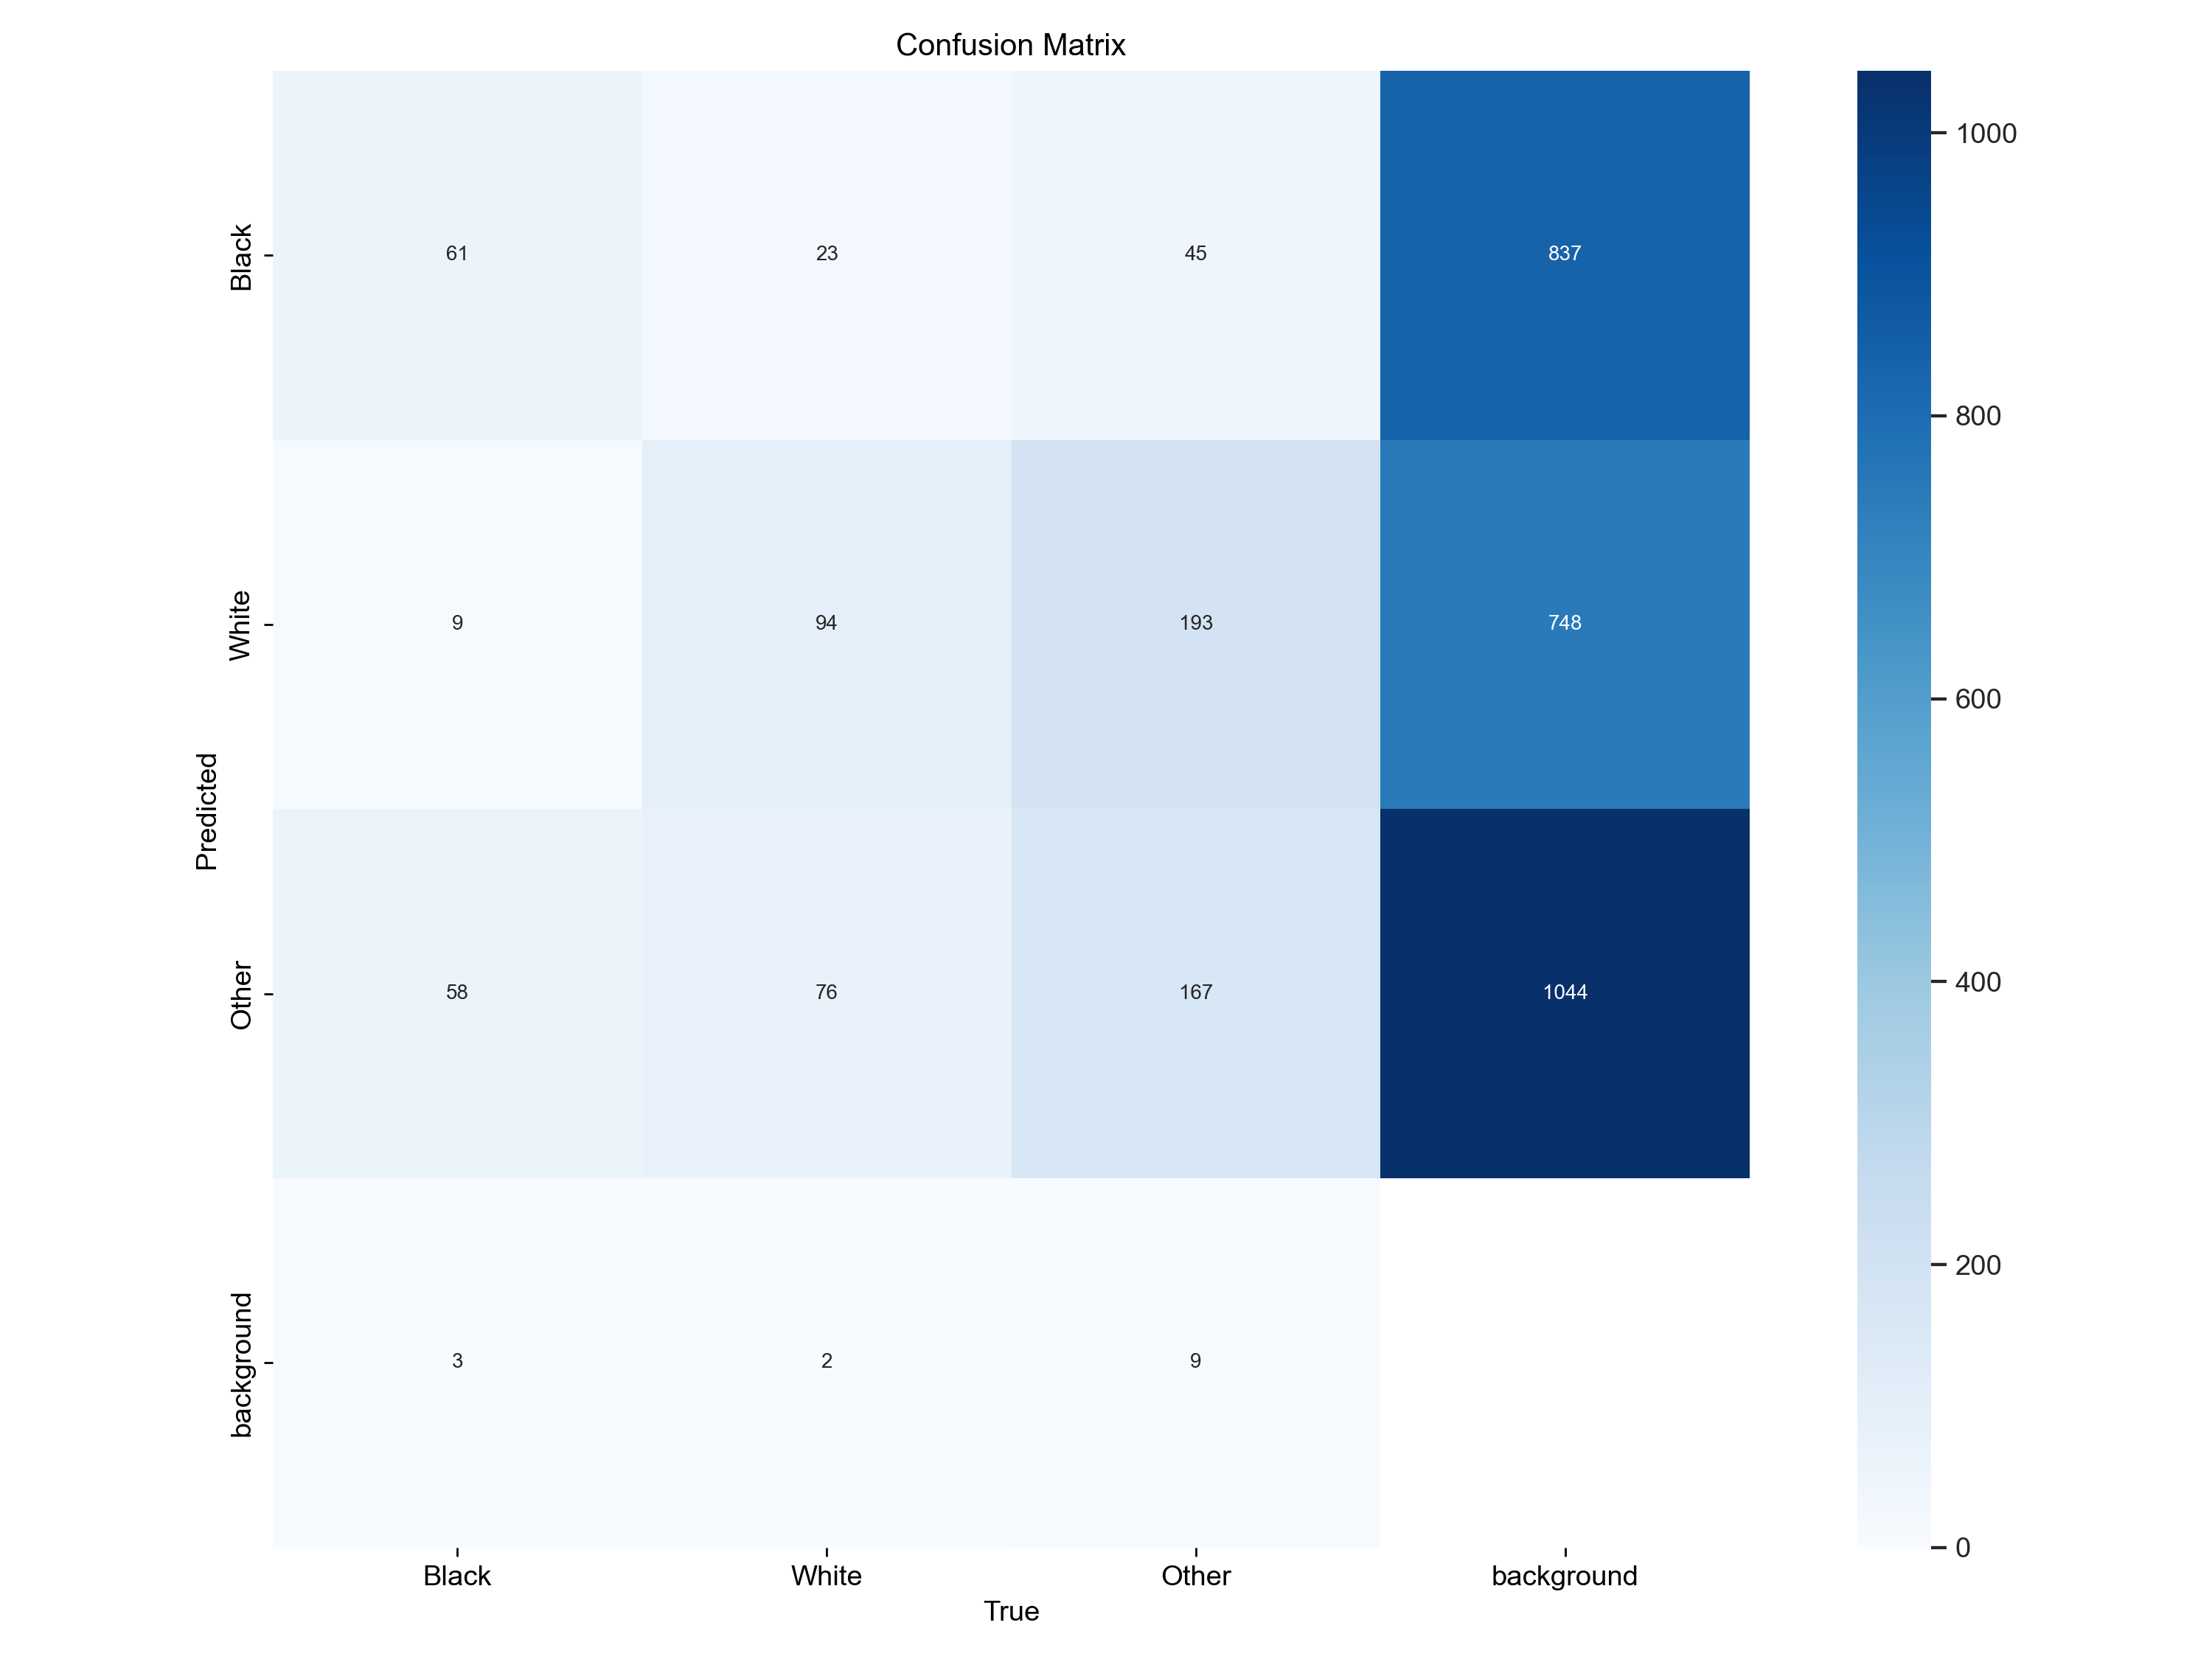 Confusion Matrix
Black 61 23 45 837
White 9 94 193 748
Other 58 76 167 1044
background 3 2 9
Predicted
Black White Other background
True
1000
800
600
400
200
0